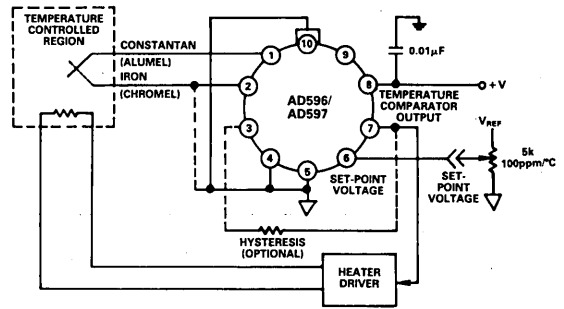 TEMPERATURE
CONTROLLED
REGION
CONSTANTAN
(ALUMEL)
IRON
(CHROMEL)
10
1
9
2
8
3
7
4
5
6
AD596/
AD597
0.01μF
+V
TEMPERATURE
COMPARATOR
OUTPUT
VREF
5k
100ppm/°C
SET-POINT
VOLTAGE
SET-
POINT
VOLTAGE
HYSTERESIS
(OPTIONAL)
HEATER
DRIVER